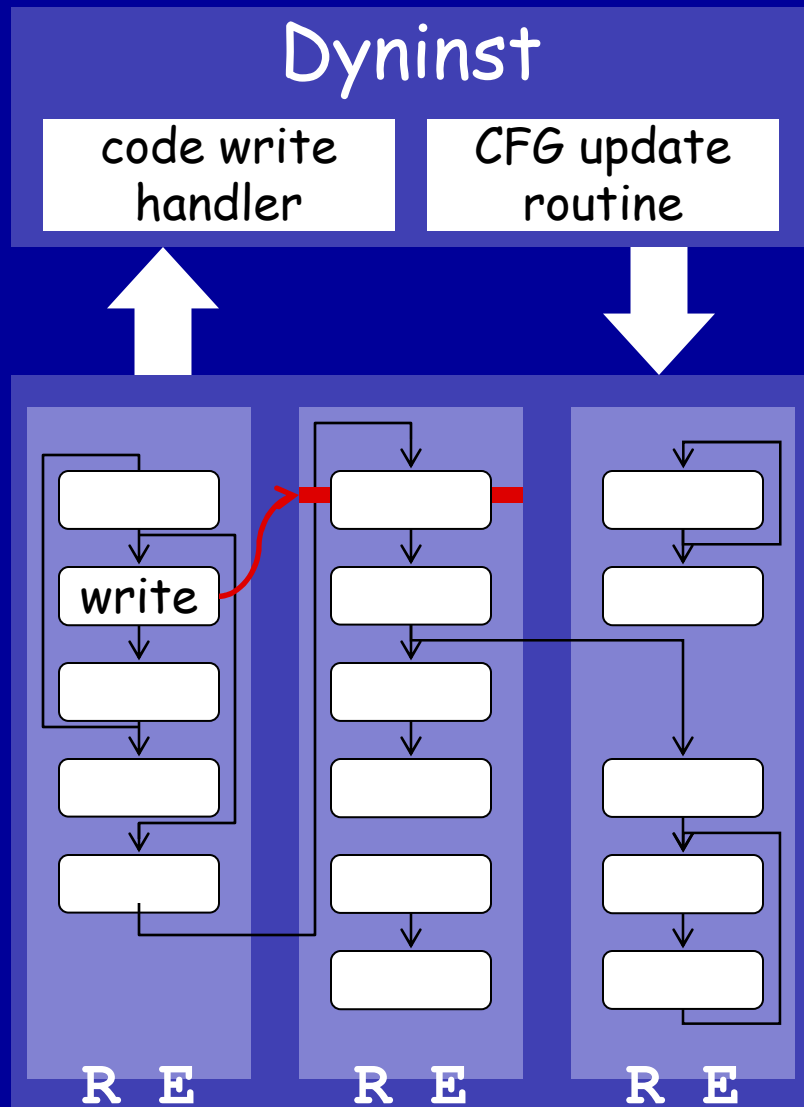 Dyninst
code write
handler
CFG update
routine
write
R E
R E
R E